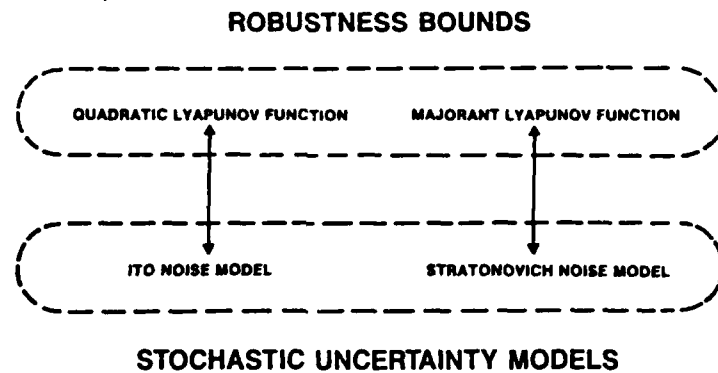 ROBUSTNESS BOUNDS
QUADRATIC LYAPUNOV FUNCTION
MAJORANT LYAPUNOV FUNCTION
ITO NOISE MODEL
STRATONOVICH NOISE MODEL
STOCHASTIC UNCERTAINTY MODELS